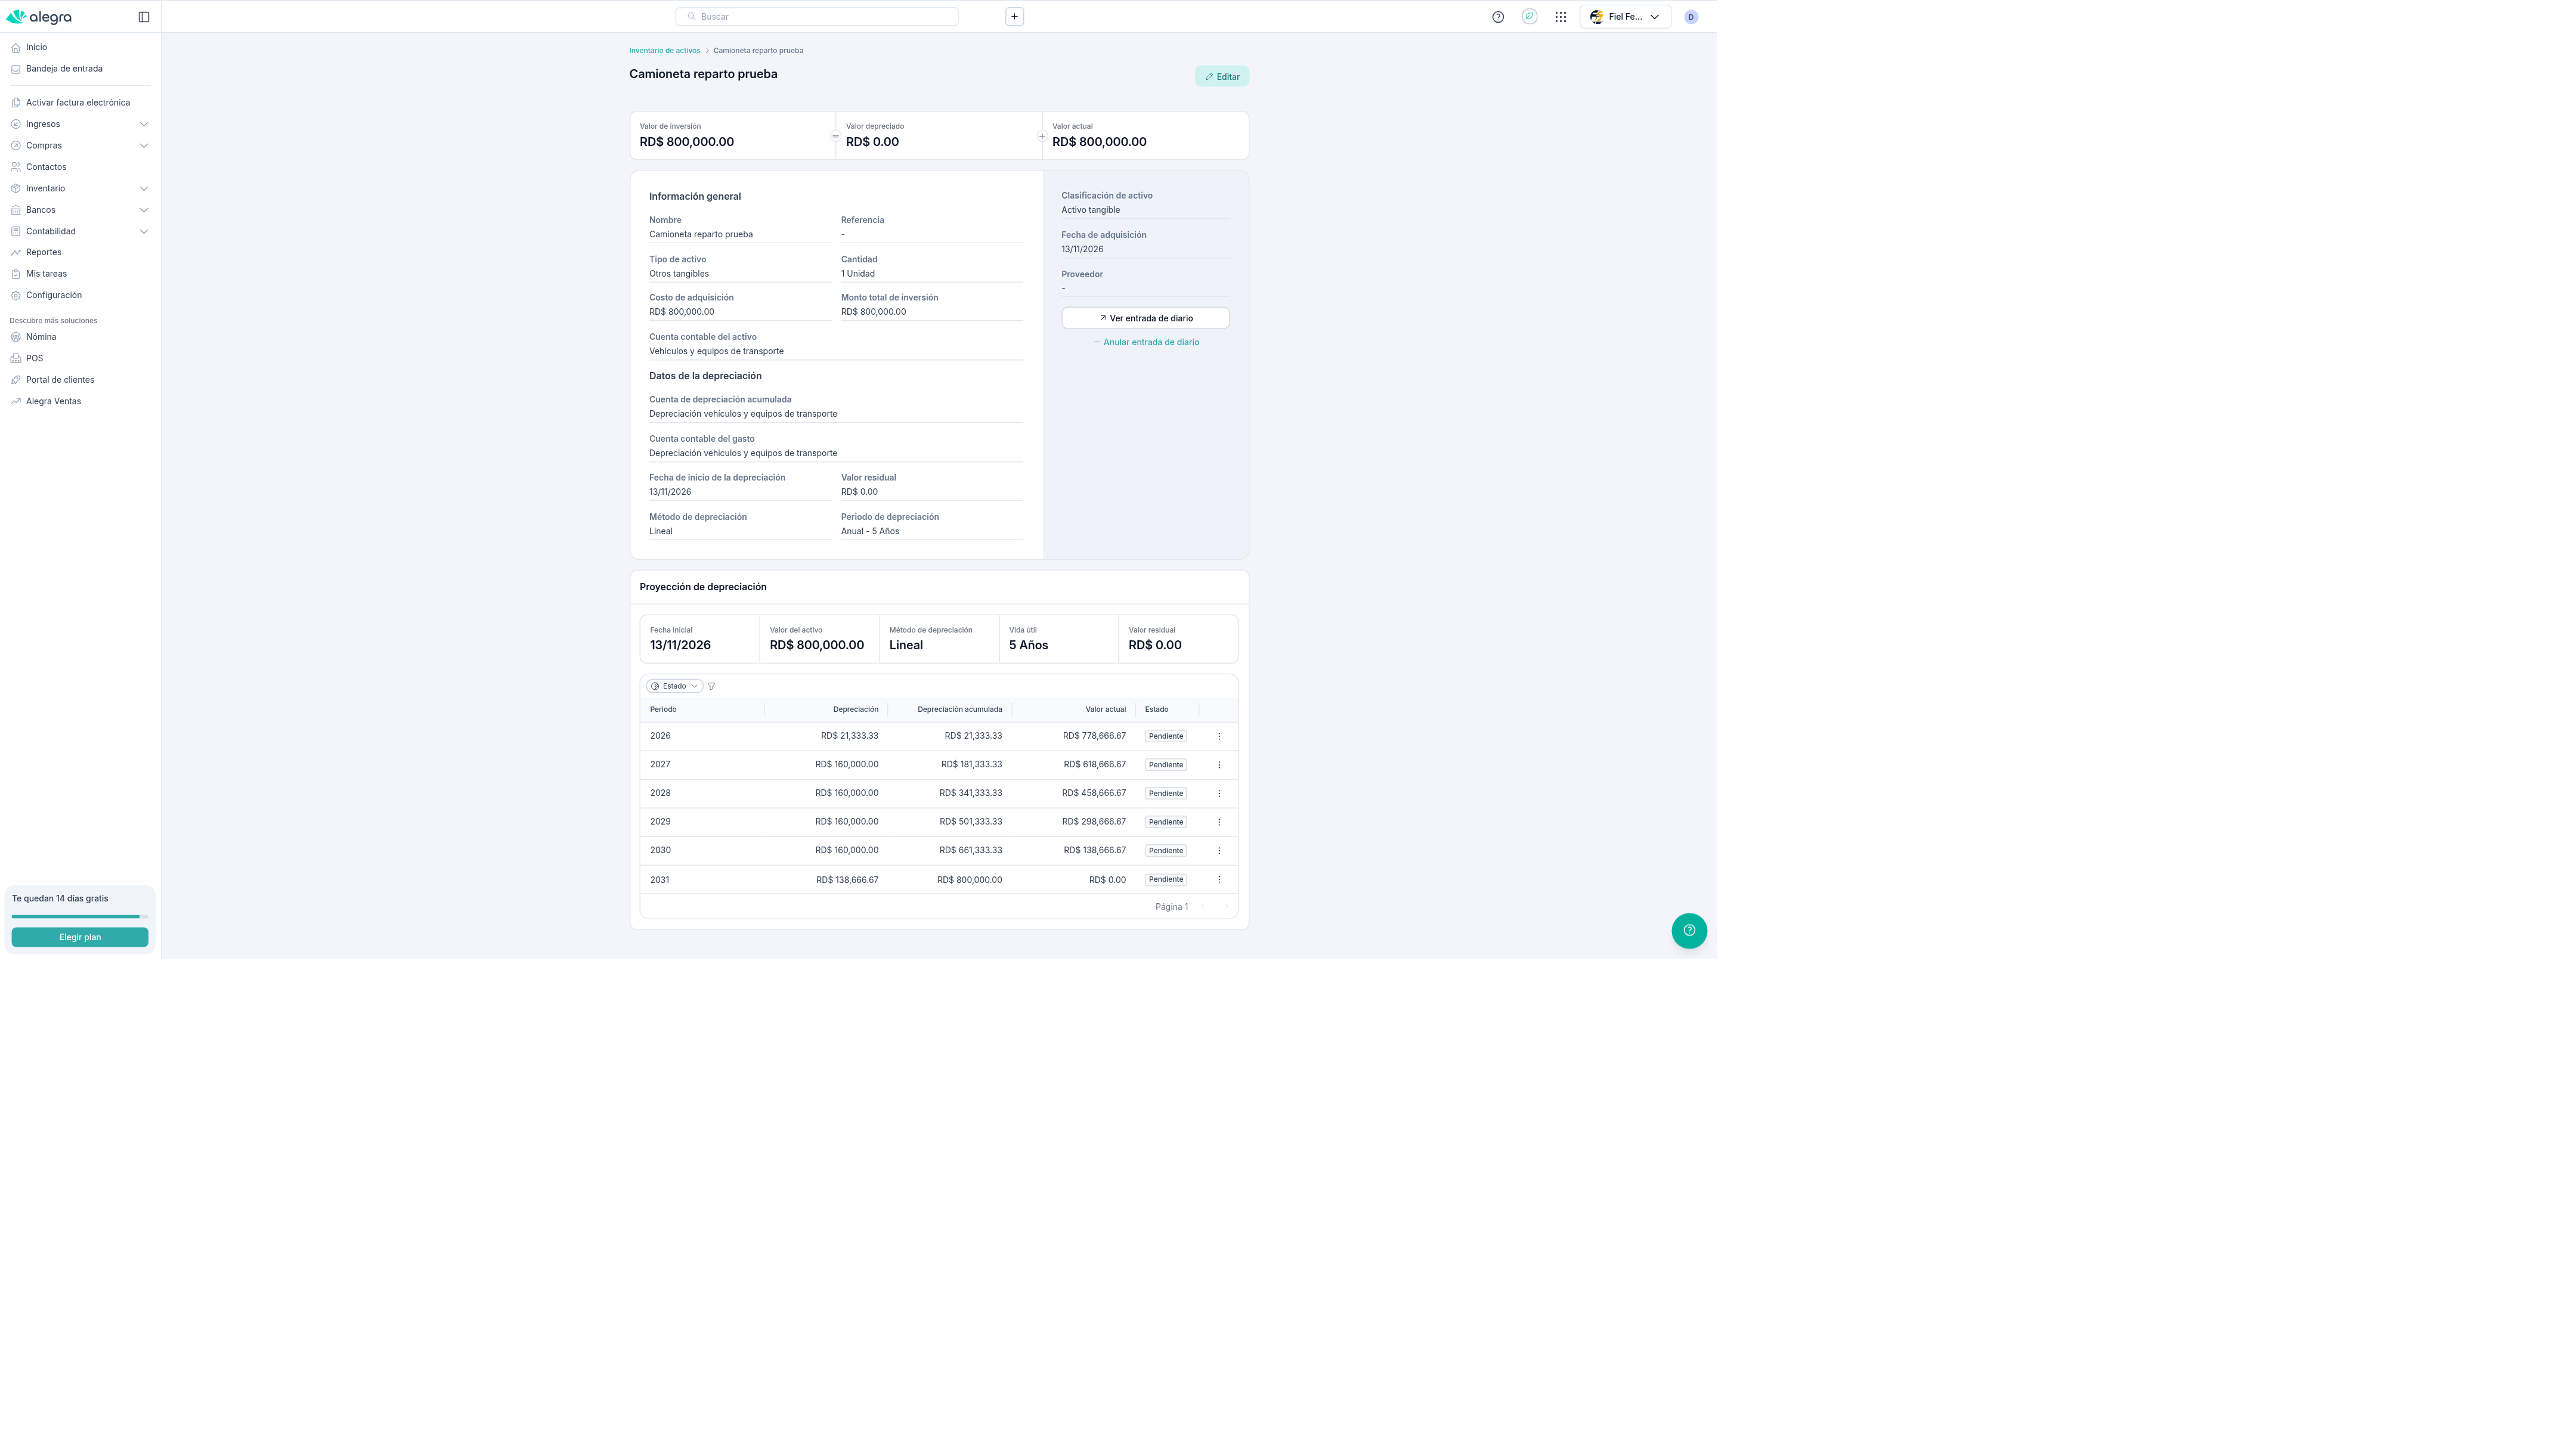 alegra
Buscar
Fiel Fe...
D
Inicio
Bandeja de entrada
Activar factura electrónica
Ingresos
Compras
Contactos
Inventario
Bancos
Contabilidad
Reportes
Mis tareas
Configuración
Descubre más soluciones
Nómina
POS
Portal de clientes
Alegra Ventas
Te quedan 14 días gratis
Elegir plan
Inventario de activos > Camioneta reparto prueba
Camioneta reparto prueba
Editar
Valor de inversión
RD$ 800,000.00
=
Valor depreciado
RD$ 0.00
+
Valor actual
RD$ 800,000.00
Información general
Nombre Referencia
Camioneta reparto prueba -
Tipo de activo Cantidad
Otros tangibles 1 Unidad
Costo de adquisición Monto total de inversión
RD$ 800,000.00 RD$ 800,000.00
Cuenta contable del activo
Vehículos y equipos de transporte
Datos de la depreciación
Cuenta de depreciación acumulada
Depreciación vehículos y equipos de transporte
Cuenta contable del gasto
Depreciación vehiculos y equipos de transporte
Fecha de inicio de la depreciación Valor residual
13/11/2026 RD$ 0.00
Método de depreciación Periodo de depreciación
Lineal Anual - 5 Años
Clasificación de activo
Activo tangible
Fecha de adquisición
13/11/2026
Proveedor
-
Ver entrada de diario
Anular entrada de diario
Proyección de depreciación
Fecha inicial Valor del activo Método de depreciación Vida útil Valor residual
13/11/2026 RD$ 800,000.00 Lineal 5 Años RD$ 0.00
Estado
Periodo Depreciación Depreciación acumulada Valor actual Estado
2026 RD$ 21,333.33 RD$ 21,333.33 RD$ 778,666.67 Pendiente
2027 RD$ 160,000.00 RD$ 181,333.33 RD$ 618,666.67 Pendiente
2028 RD$ 160,000.00 RD$ 341,333.33 RD$ 458,666.67 Pendiente
2029 RD$ 160,000.00 RD$ 501,333.33 RD$ 298,666.67 Pendiente
2030 RD$ 160,000.00 RD$ 661,333.33 RD$ 138,666.67 Pendiente
2031 RD$ 138,666.67 RD$ 800,000.00 RD$ 0.00 Pendiente
Página 1